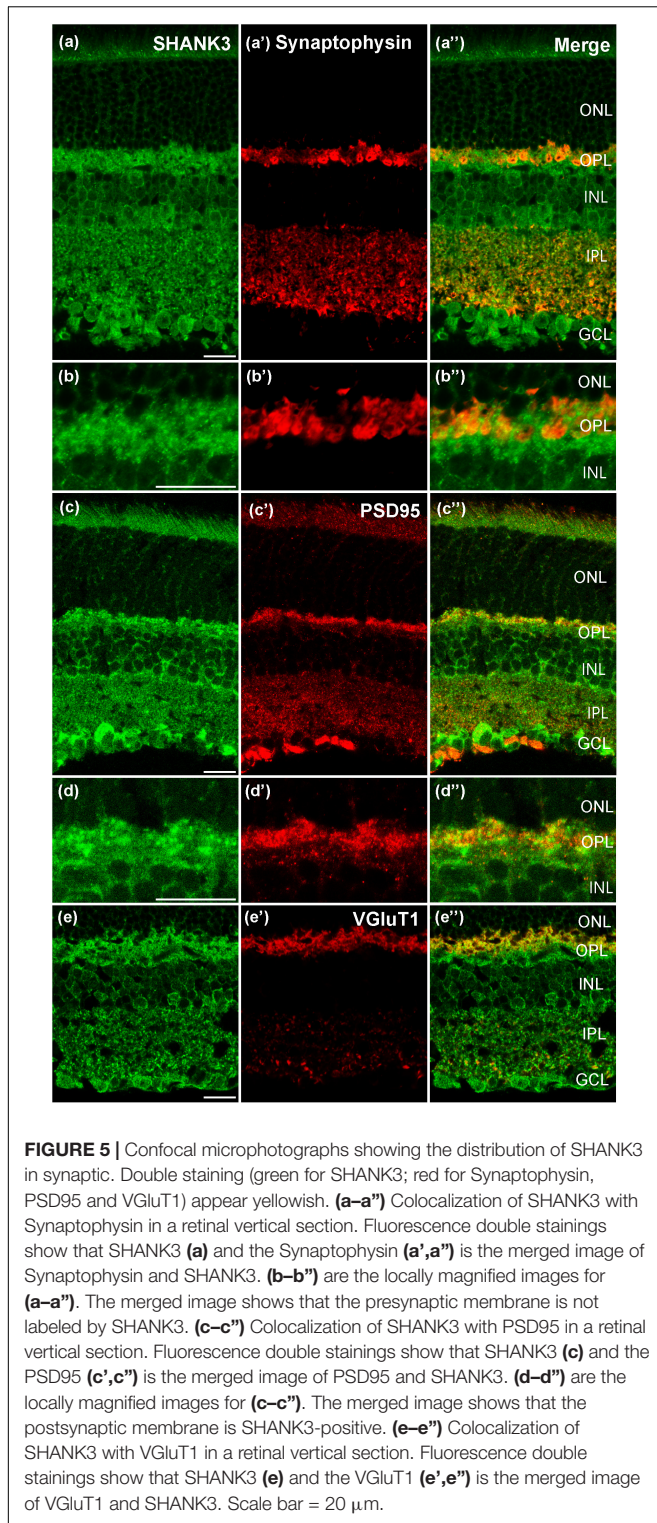 (a) SHANK3 (a') Synaptophysin (a'') Merge
ONL
OPL
INL
IPL
GCL
(b) (b') (b'') ONL
OPL
INL
(c) (c') PSD95 (c'')
ONL
OPL
INL
IPL
GCL
(d) (d') (d'') ONL
OPL
INL
(e) (e') VGluT1 (e'') ONL
OPL
INL
IPL
GCL
FIGURE 5 | Confocal microphotographs showing the distribution of SHANK3
in synaptic. Double staining (green for SHANK3; red for Synaptophysin,
PSD95 and VGluT1) appear yellowish. (a–a”) Colocalization of SHANK3 with
Synaptophysin in a retinal vertical section. Fluorescence double stainings
show that SHANK3 (a) and the Synaptophysin (a’,a”) is the merged image of
Synaptophysin and SHANK3. (b–b”) are the locally magnified images for
(a–a”). The merged image shows that the presynaptic membrane is not
labeled by SHANK3. (c–c”) Colocalization of SHANK3 with PSD95 in a retinal
vertical section. Fluorescence double stainings show that SHANK3 (c) and the
PSD95 (c’,c”) is the merged image of PSD95 and SHANK3. (d–d”) are the
locally magnified images for (c–c”). The merged image shows that the
postsynaptic membrane is SHANK3-positive. (e–e”) Colocalization of
SHANK3 with VGluT1 in a retinal vertical section. Fluorescence double
stainings show that SHANK3 (e) and the VGluT1 (e’,e”) is the merged image
of VGluT1 and SHANK3. Scale bar = 20 μm.